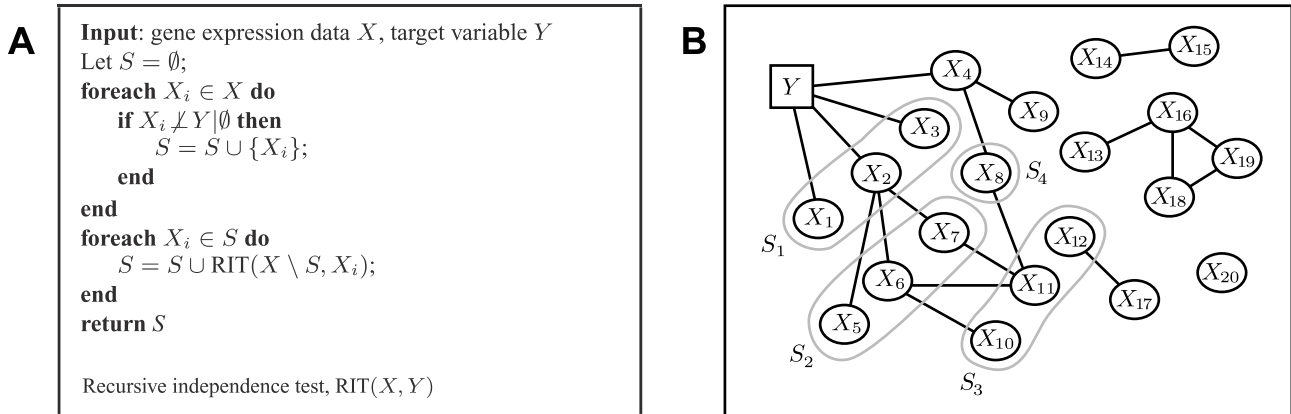 A
Input: gene expression data X, target variable Y
Let S = ∅;
foreach X_i ∈ X do
if X_i ⊥̸ Y|∅ then
S = S ∪ {X_i};
end
end
foreach X_i ∈ S do
S = S ∪ RIT(X \ S, X_i);
end
return S
Recursive independence test, RIT(X, Y)
B
Y
X_4
X_14
X_15
X_9
X_3
X_16
X_13
X_19
X_2
X_8
S_4
X_18
X_1
S_1
X_7
X_12
X_6
X_11
X_20
X_17
X_5
S_2
X_10
S_3